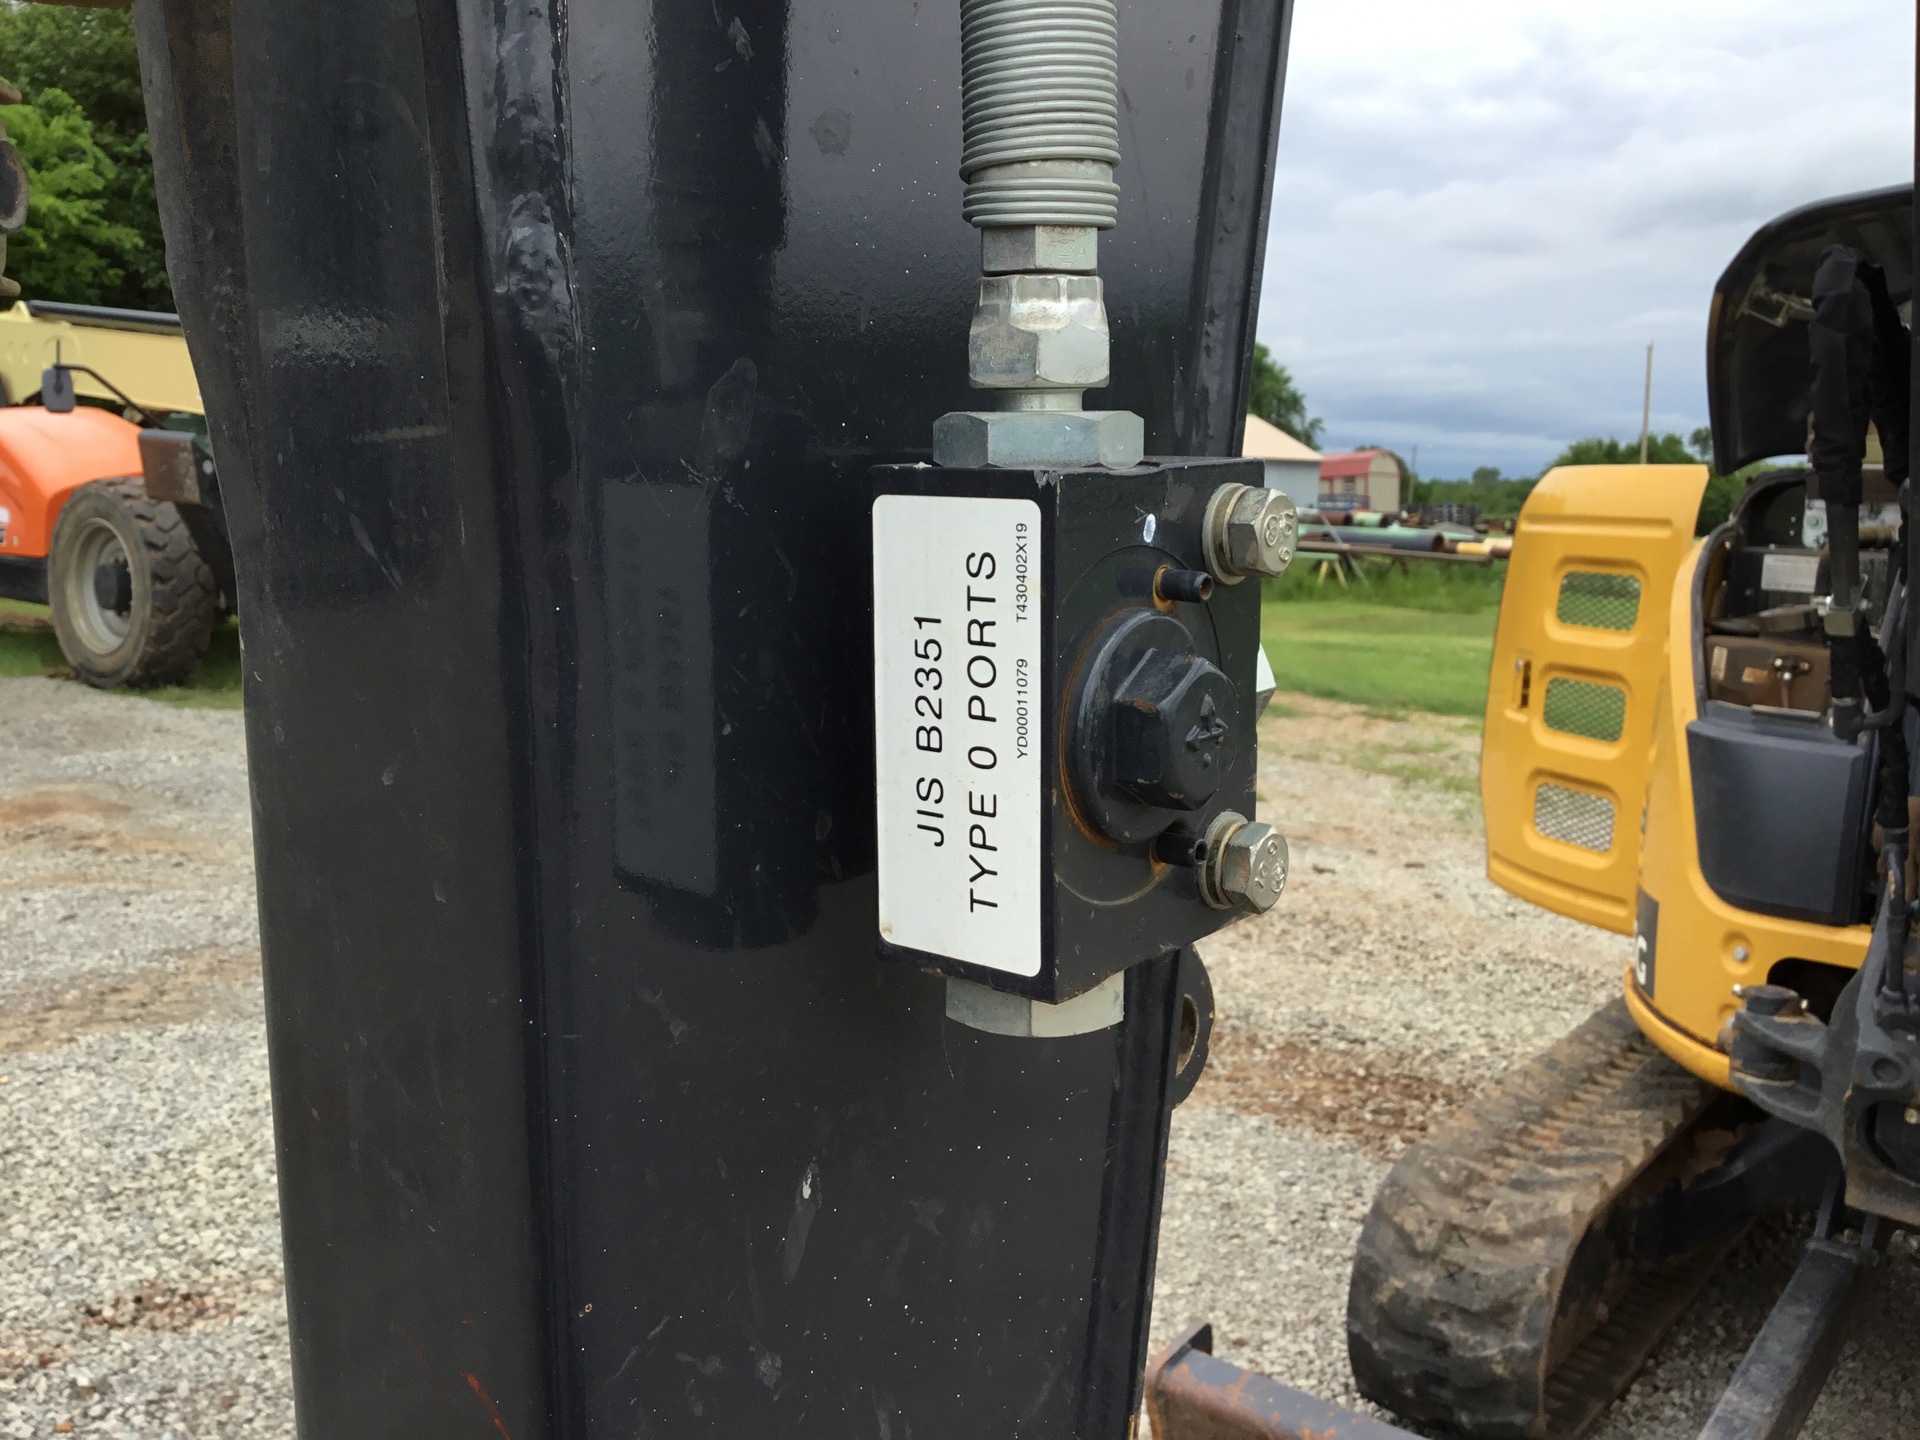 JIS B2351
TYPE 0 PORTS
YD00011079 T430402X19
G